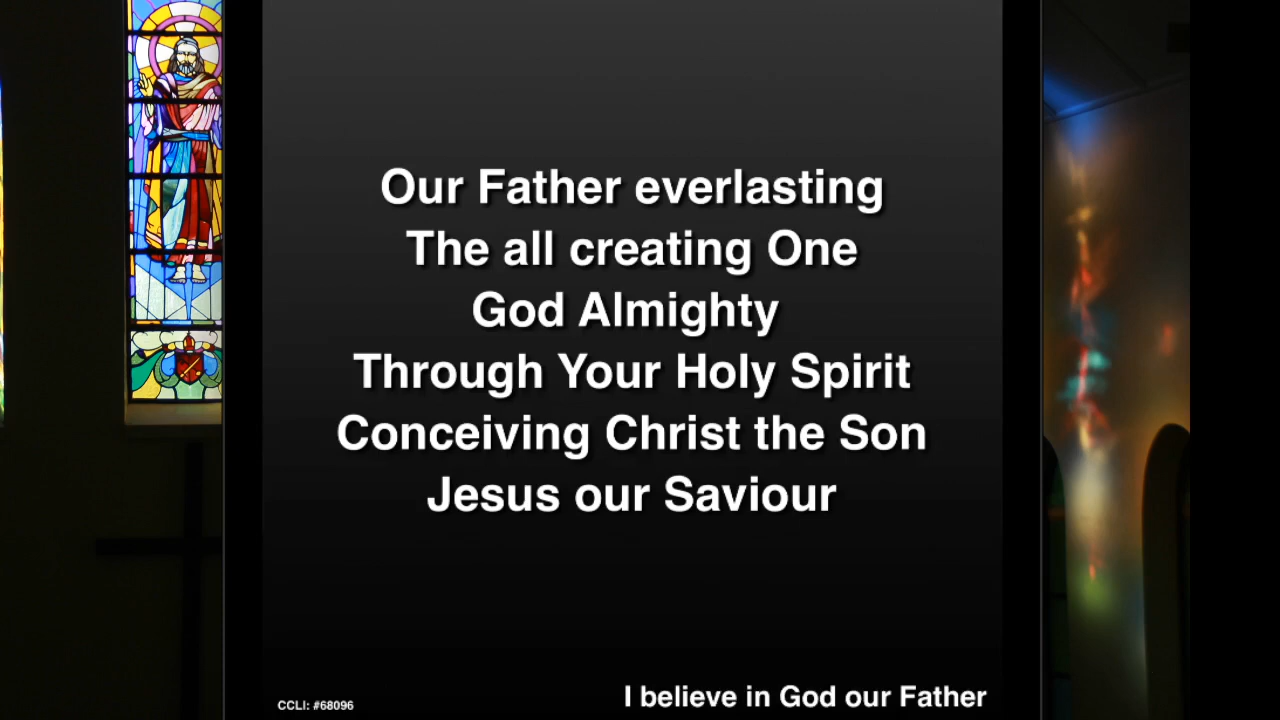 Our Father everlasting
The all creating One
God Almighty
Through Your Holy Spirit
Conceiving Christ the Son
Jesus our Saviour
CCLI: #68096
I believe in God our Father